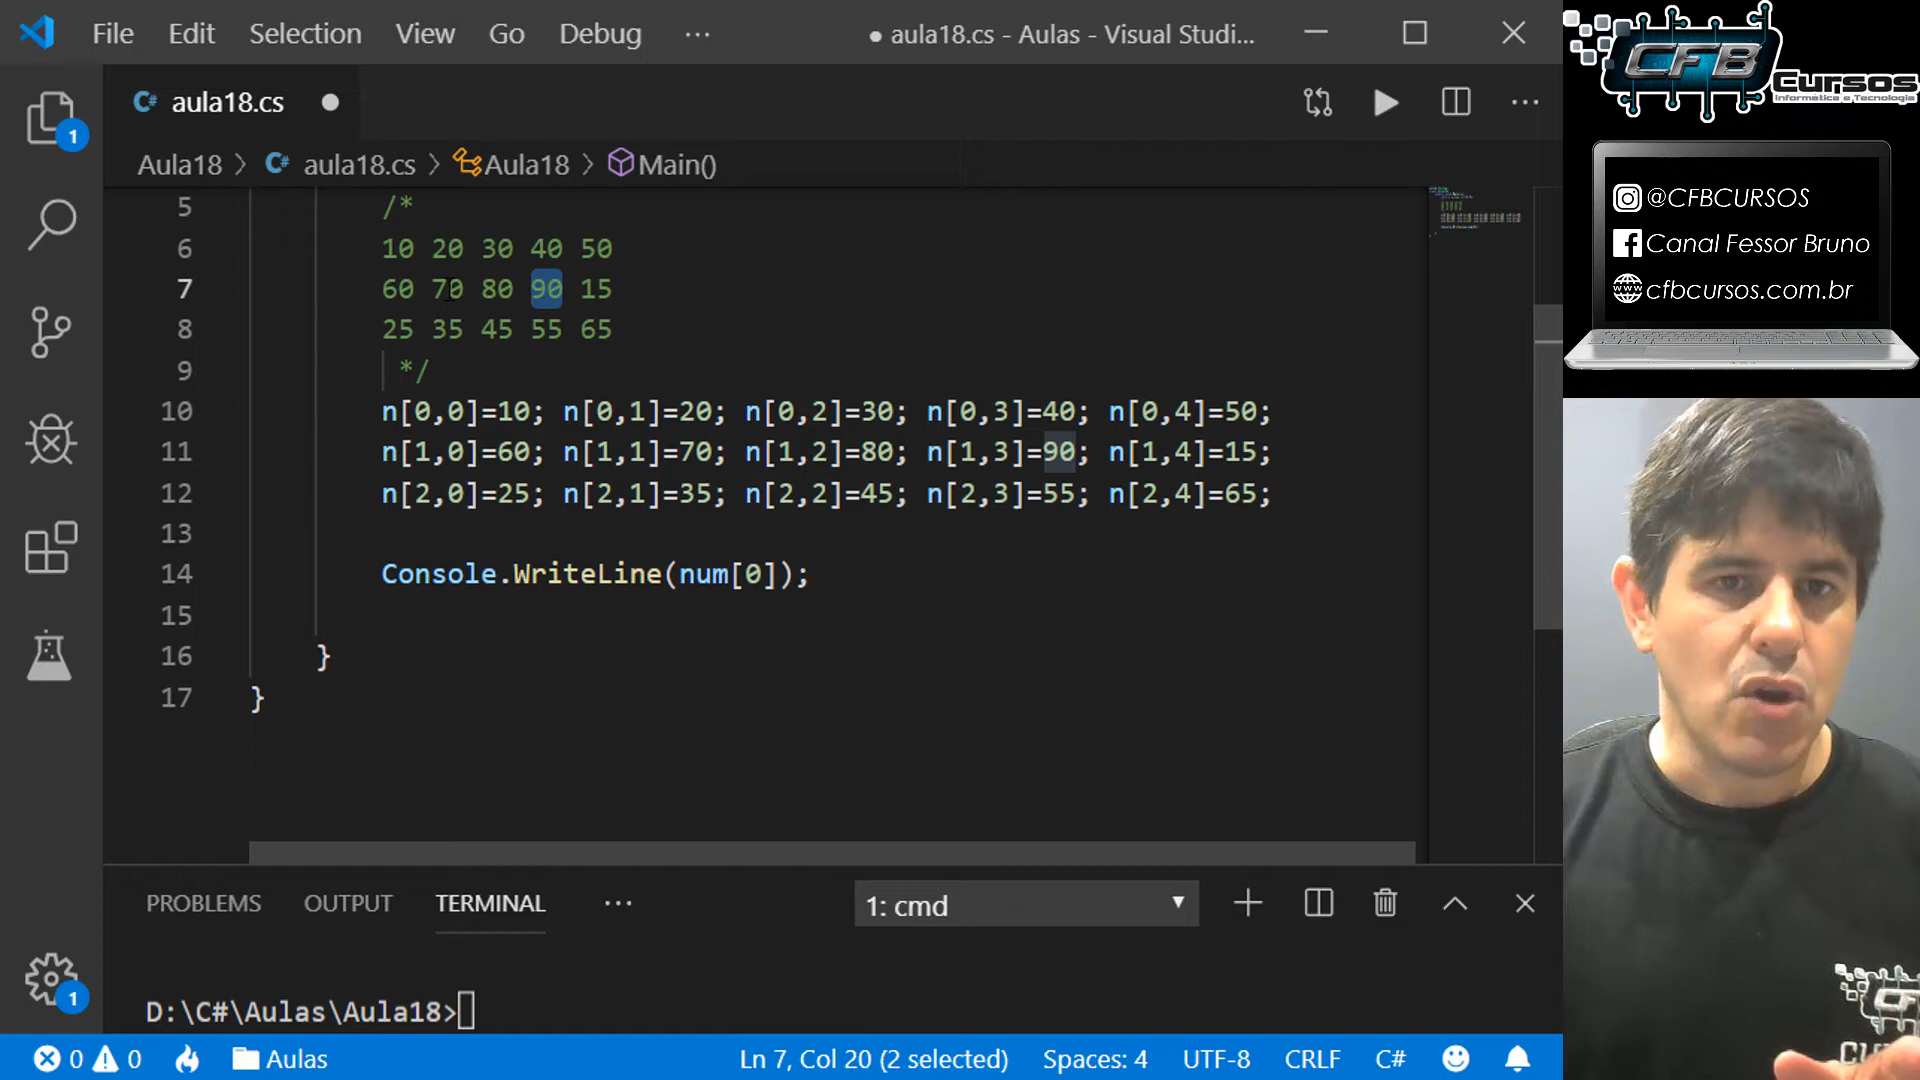 File Edit Selection View Go Debug ··· ● aula18.cs - Aulas - Visual Studi...
aula18.cs ●
Aula18 > aula18.cs > Aula18 > Main()
5 /*
6 10 20 30 40 50
7 60 70 80 90 15
8 25 35 45 55 65
9 */
10 n[0,0]=10; n[0,1]=20; n[0,2]=30; n[0,3]=40; n[0,4]=50;
11 n[1,0]=60; n[1,1]=70; n[1,2]=80; n[1,3]=90; n[1,4]=15;
12 n[2,0]=25; n[2,1]=35; n[2,2]=45; n[2,3]=55; n[2,4]=65;
13
14 Console.WriteLine(num[0]);
15
16 }
17 }
PROBLEMS OUTPUT TERMINAL ··· 1: cmd
D:\C#\Aulas\Aula18>
0 0 Aulas Ln 7, Col 20 (2 selected) Spaces: 4 UTF-8 CRLF C#
1
1
CFB
Cursos
Informática e Tecnologia
@CFBCURSOS
Canal Fessor Bruno
cfbcursos.com.br